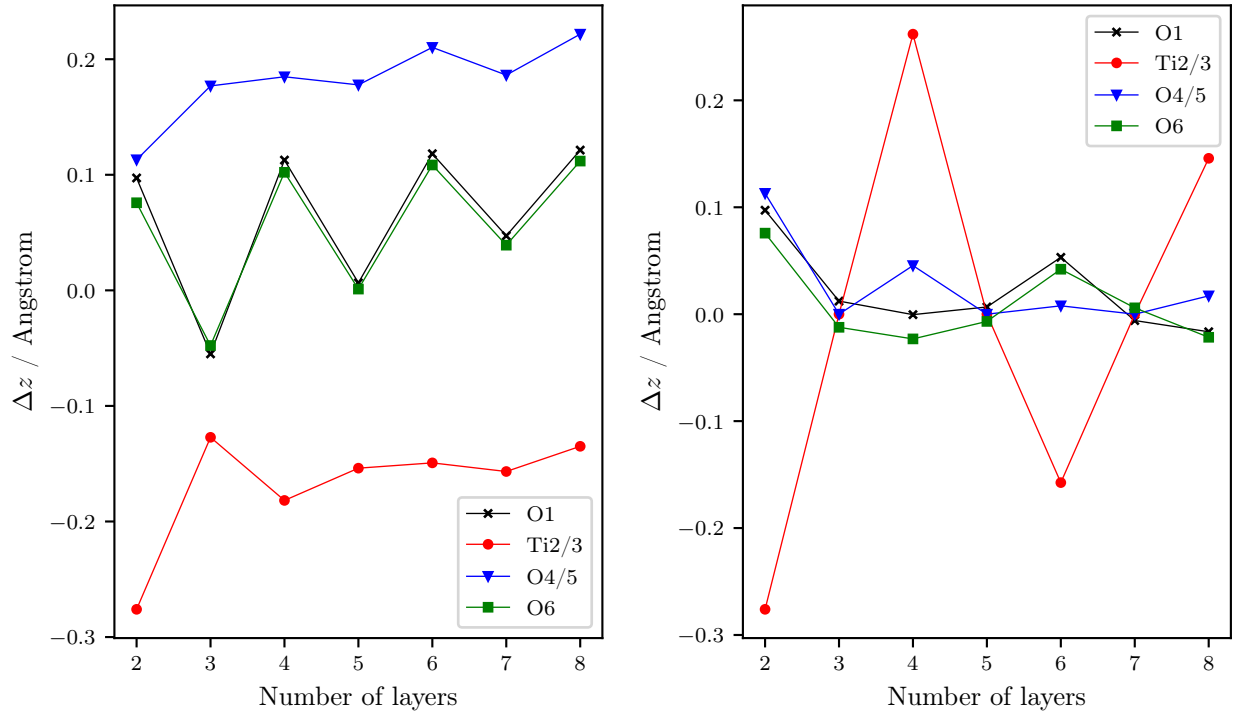 0.2
0.1
0.0
−0.1
−0.2
−0.3
Δz / Angstrom
2 3 4 5 6 7 8
Number of layers
O1
Ti2/3
O4/5
O6
0.2
0.1
0.0
−0.1
−0.2
−0.3
Δz / Angstrom
2 3 4 5 6 7 8
Number of layers
O1
Ti2/3
O4/5
O6